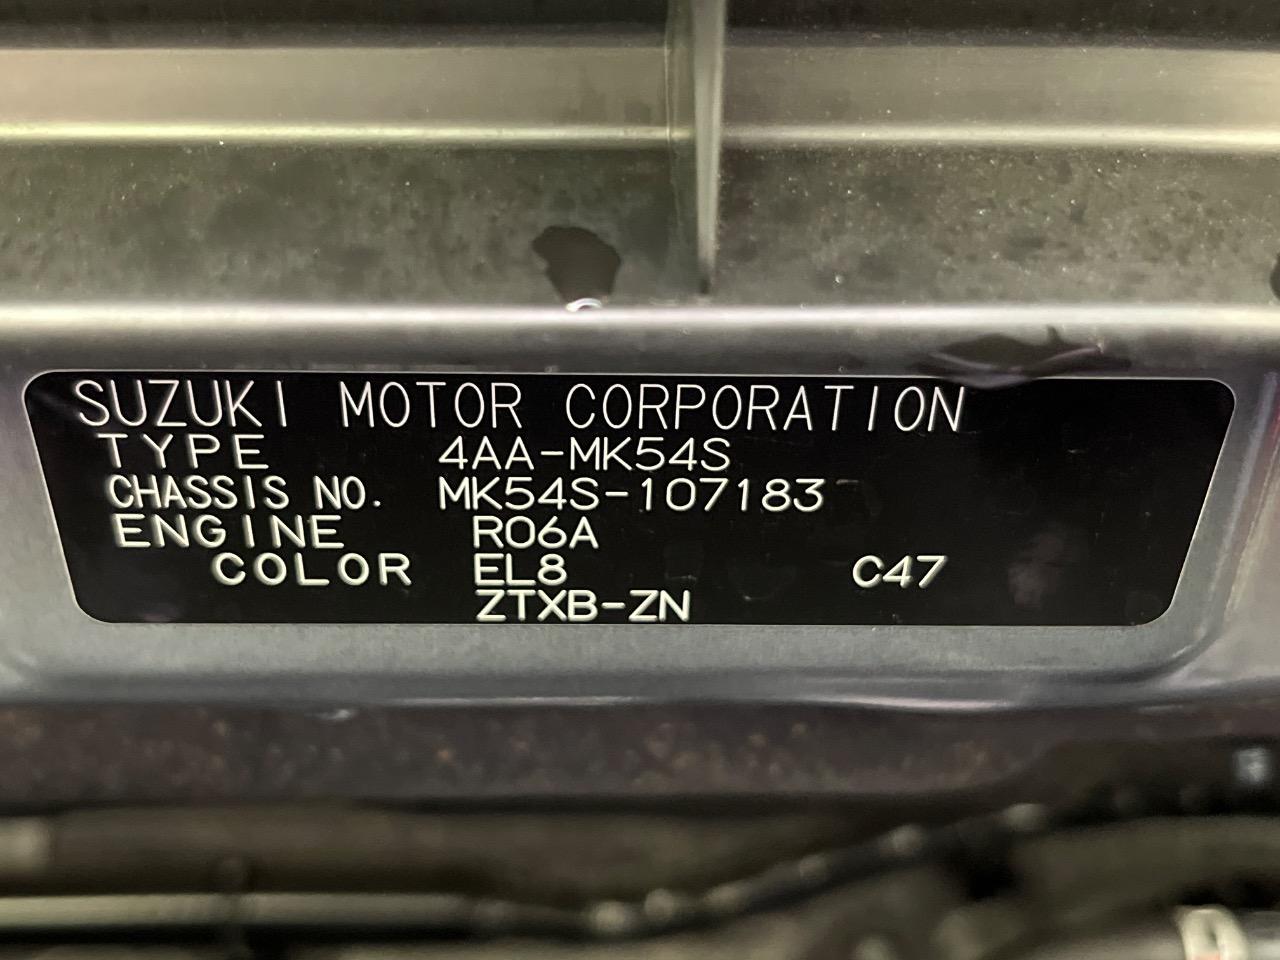 SUZUKI MOTOR CORPORATION
TYPE 4AA-MK54S
CHASSIS NO. MK54S-107183
ENGINE R06A
COLOR EL8 C47
ZTXB-ZN